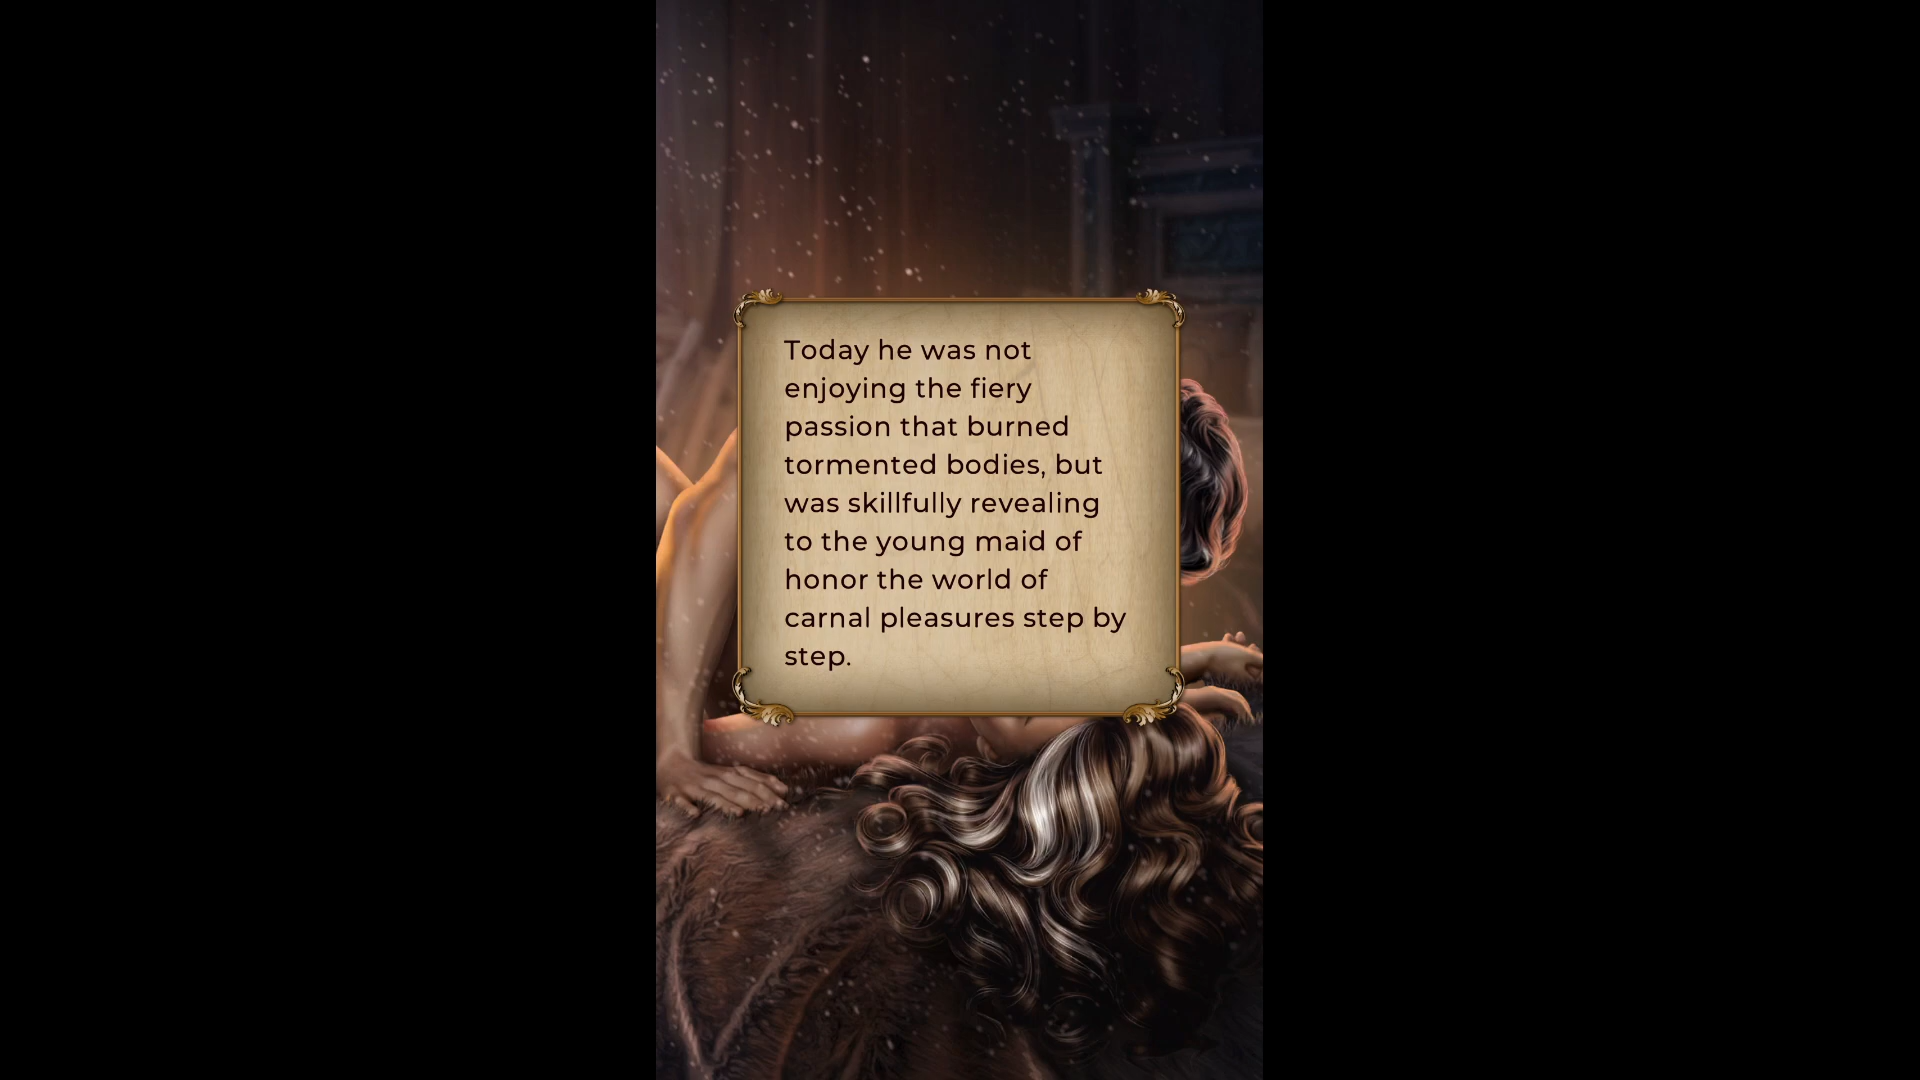 Today he was not
enjoying the fiery
passion that burned
tormented bodies, but
was skillfully revealing
to the young maid of
honor the world of
carnal pleasures step by
step.